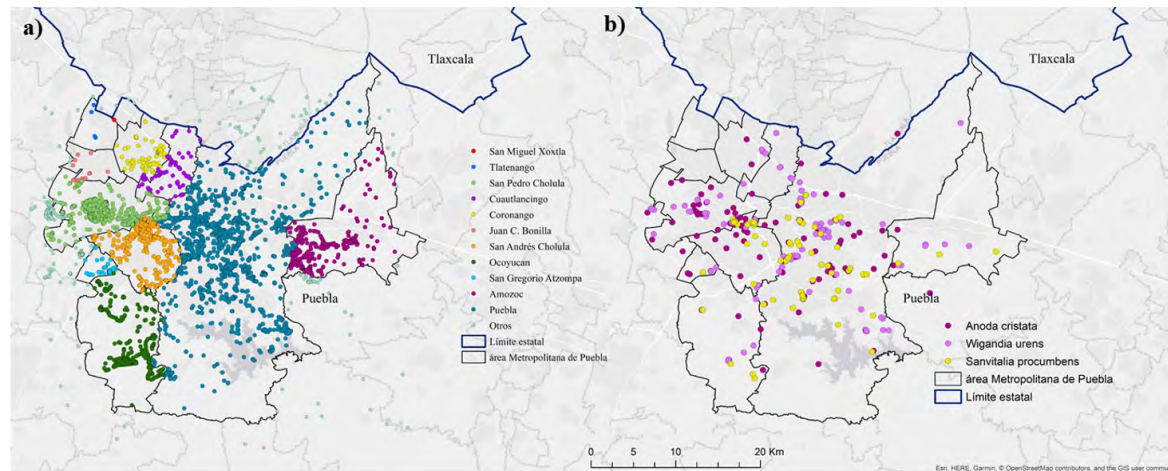 a)
Tlaxcala
San Miguel Xoxtla
Tlatenango
San Pedro Cholula
Cuautlancingo
Coronango
Juan C. Bonilla
San Andrés Cholula
Ocoyucan
San Gregorio Atzompa
Amozoc
Puebla
Otros
Límite estatal
área Metropolitana de Puebla
Puebla
b)
Tlaxcala
Puebla
Anoda cristata
Wigandia urens
Sanvitalia procumbens
área Metropolitana de Puebla
Límite estatal
0 5 10 20 Km
Esri, HERE, Garmin, © OpenStreetMap contributors, and the GIS user commu